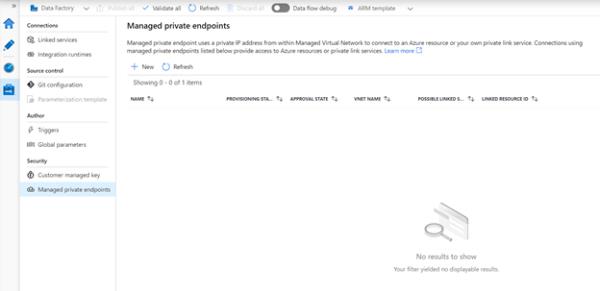 Data Factory Publish all Validate all Refresh Discard all Data flow debug ARM template
Connections
Linked services
Integration runtimes
Source control
Git configuration
Parameterization template
Author
Triggers
Global parameters
Security
Customer managed key
Managed private endpoints
Managed private endpoints
Managed private endpoint uses a private IP address from within Managed Virtual Network to connect to an Azure resource or your own private link service. Connections using
managed private endpoints listed below provide access to Azure resources or private link services. Learn more
New Refresh
Showing 0 - 0 of 1 items
NAME PROVISIONING STA... APPROVAL STATE VNET NAME POSSIBLE LINKED S... LINKED RESOURCE ID
No results to show
Your filter yielded no displayable results.